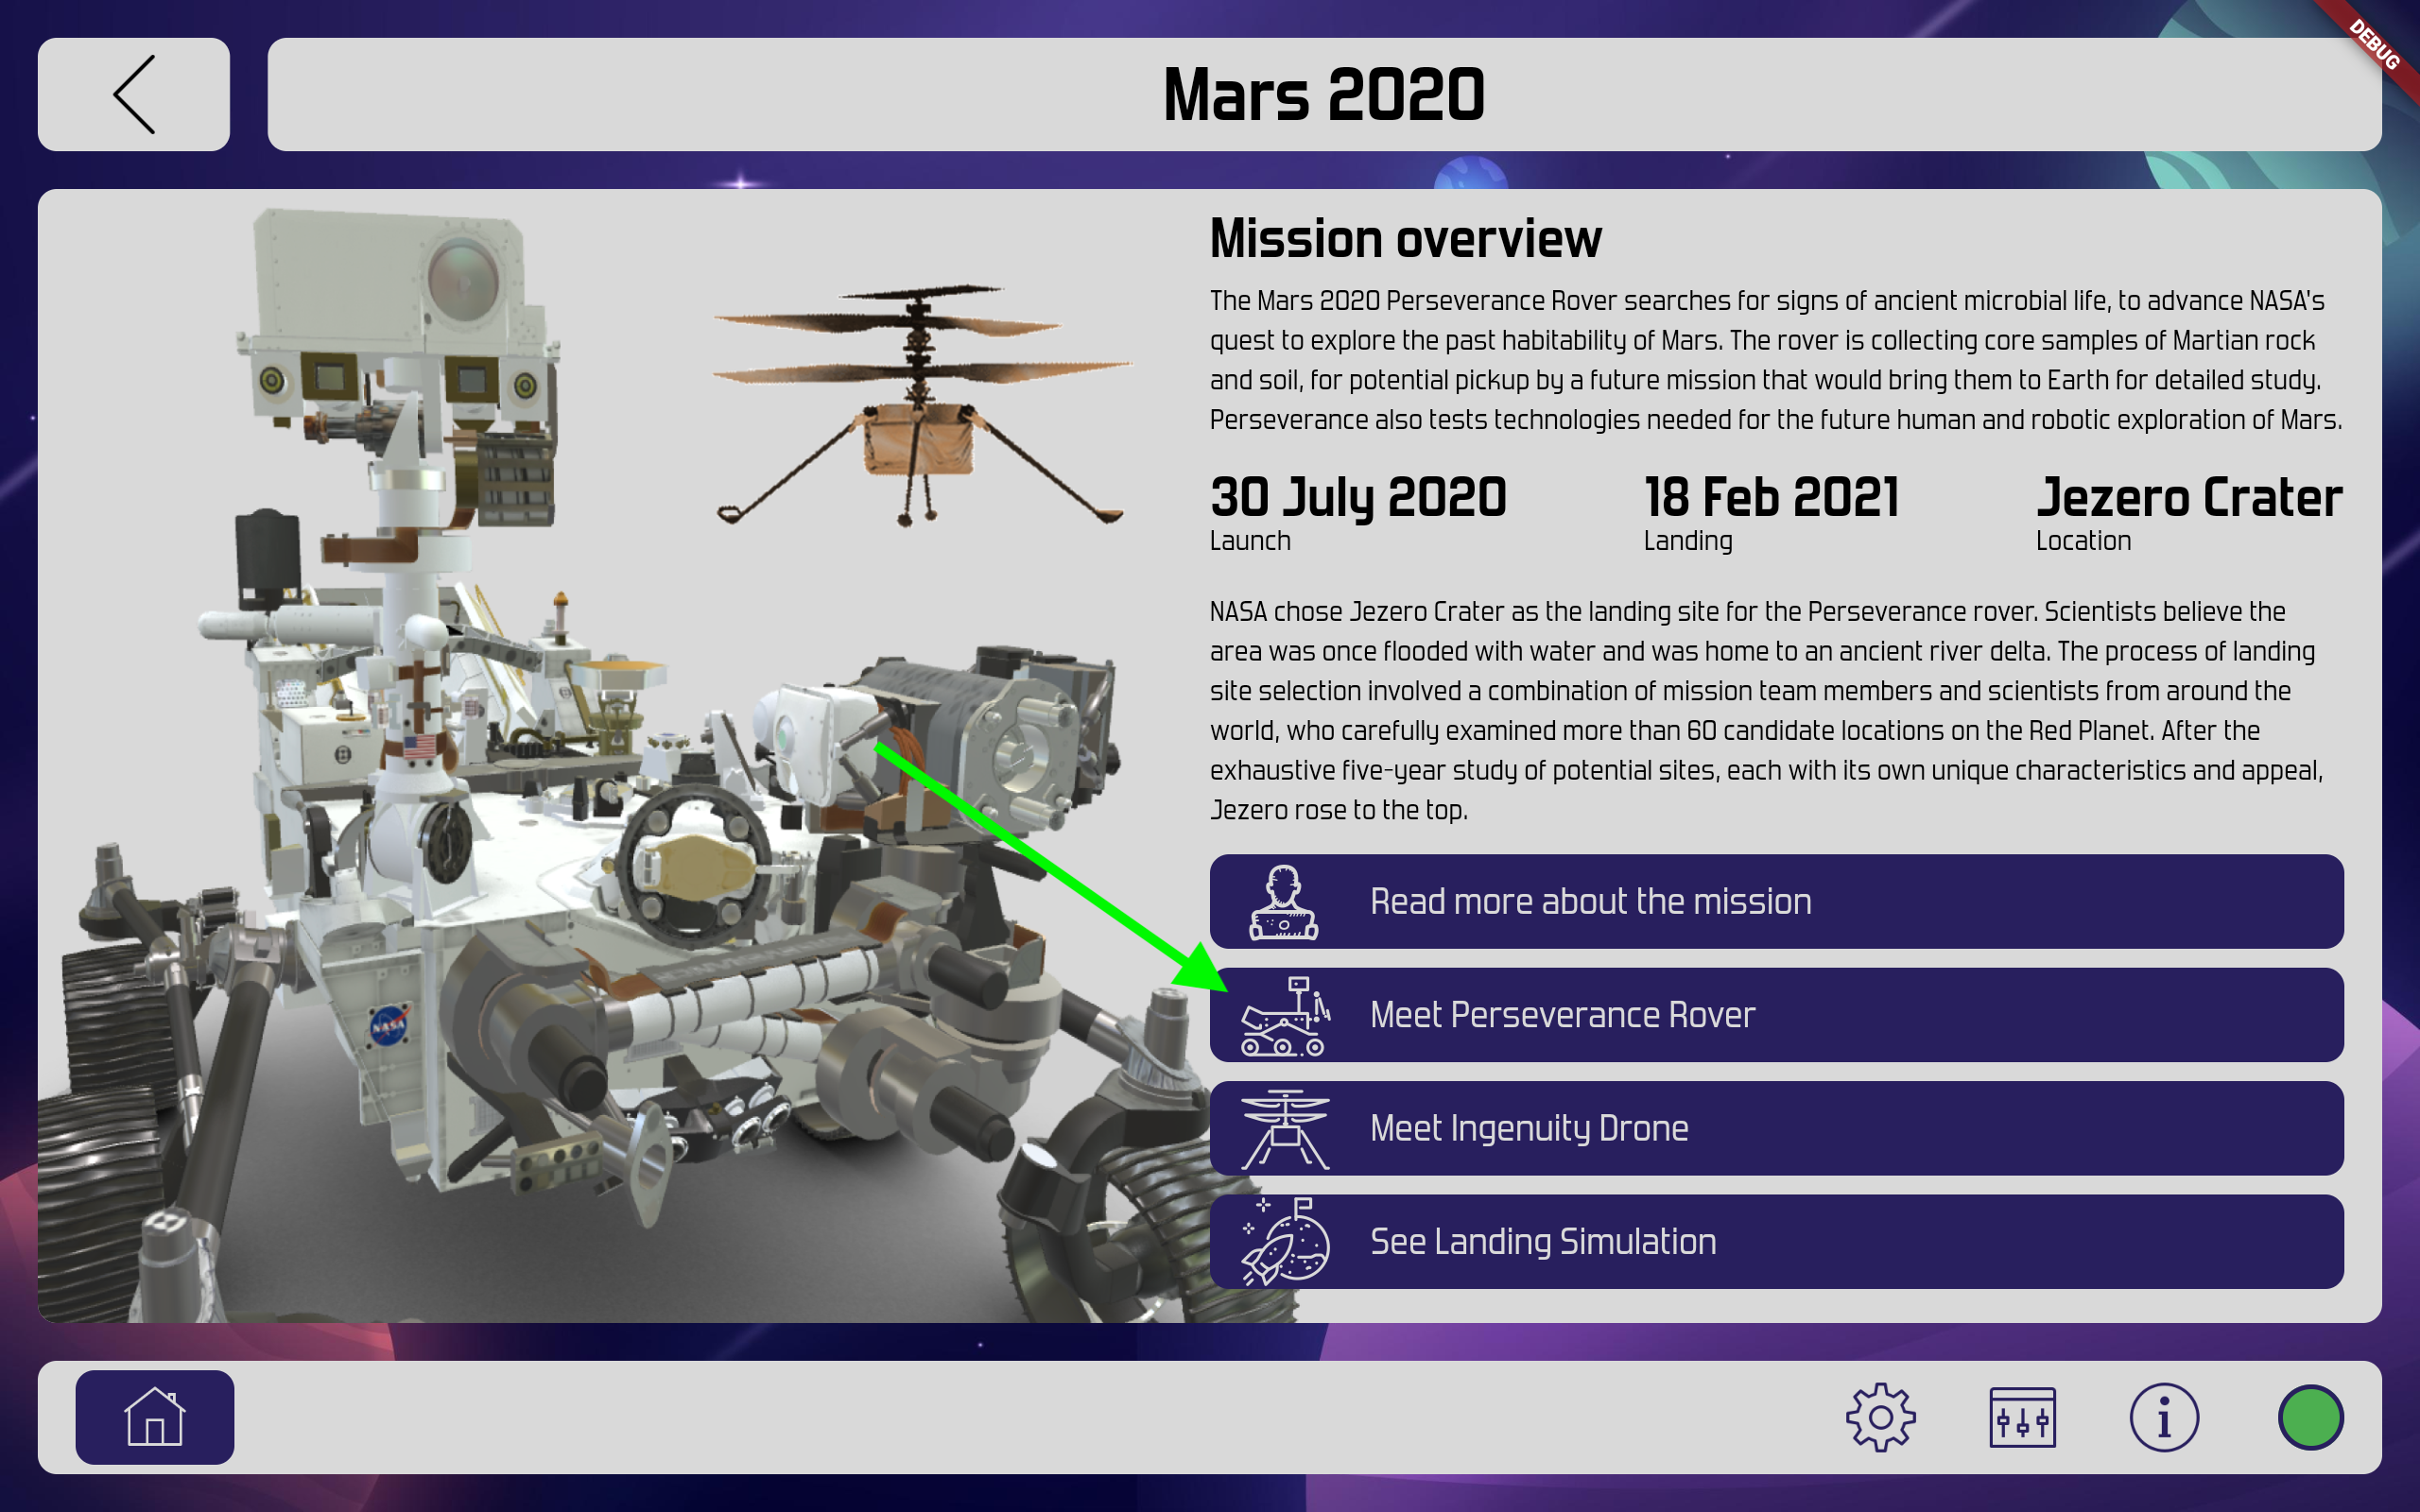 DEBUG
Mars 2020
Mission overview
The Mars 2020 Perseverance Rover searches for signs of ancient microbial life, to advance NASA's
quest to explore the past habitability of Mars. The rover is collecting core samples of Martian rock
and soil, for potential pickup by a future mission that would bring them to Earth for detailed study.
Perseverance also tests technologies needed for the future human and robotic exploration of Mars.
30 July 2020 18 Feb 2021 Jezero Crater
Launch Landing Location
NASA chose Jezero Crater as the landing site for the Perseverance rover. Scientists believe the
area was once flooded with water and was home to an ancient river delta. The process of landing
site selection involved a combination of mission team members and scientists from around the
world, who carefully examined more than 60 candidate locations on the Red Planet. After the
exhaustive five-year study of potential sites, each with its own unique characteristics and appeal,
Jezero rose to the top.
Read more about the mission
Meet Perseverance Rover
Meet Ingenuity Drone
See Landing Simulation
NASA